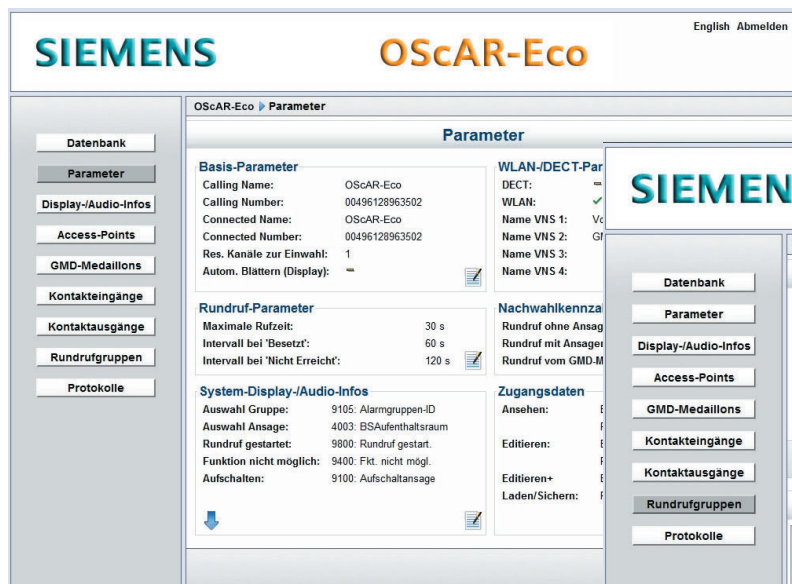 English Abmelden
SIEMENS
OScAR-Eco
OScAR-Eco Parameter
Parameter
Datenbank
Parameter
Display-/Audio-Infos
Access-Points
GMD-Medaillons
Kontakteingänge
Kontaktausgänge
Rundrufgruppen
Protokolle
Basis-Parameter
Calling Name: OScAR-Eco
Calling Number: 00496128963502
Connected Name: OScAR-Eco
Connected Number: 00496128963502
Res. Kanäle zur Einwahl: 1
Autom. Blättern (Display):
WLAN-/DECT-Par
DECT:
WLAN:
Name VNS 1:
Name VNS 2:
Name VNS 3:
Name VNS 4:
Rundruf-Parameter
Maximale Rufzeit: 30 s
Intervall bei 'Besetzt': 60 s
Intervall bei 'Nicht Erreicht': 120 s
Nachwahlkennza
Rundruf ohne Ansag
Rundruf mit Ansagen
Rundruf vom GMD-M
System-Display-/Audio-Infos
Auswahl Gruppe: 9105: Alarmgruppen-ID
Auswahl Ansage: 4003: BSAufenthaltsraum
Rundruf gestartet: 9800: Rundruf gestart.
Funktion nicht möglich: 9400: Fkt. nicht mögl.
Aufschalten: 9100: Aufschaltansage
Zugangsdaten
Ansehen:
Editieren:
Editieren+
Laden/Sichern:
SIEMEN
Datenbank
Parameter
Display-/Audio-Infos
Access-Points
GMD-Medaillons
Kontakteingänge
Kontaktausgänge
Rundrufgruppen
Protokolle